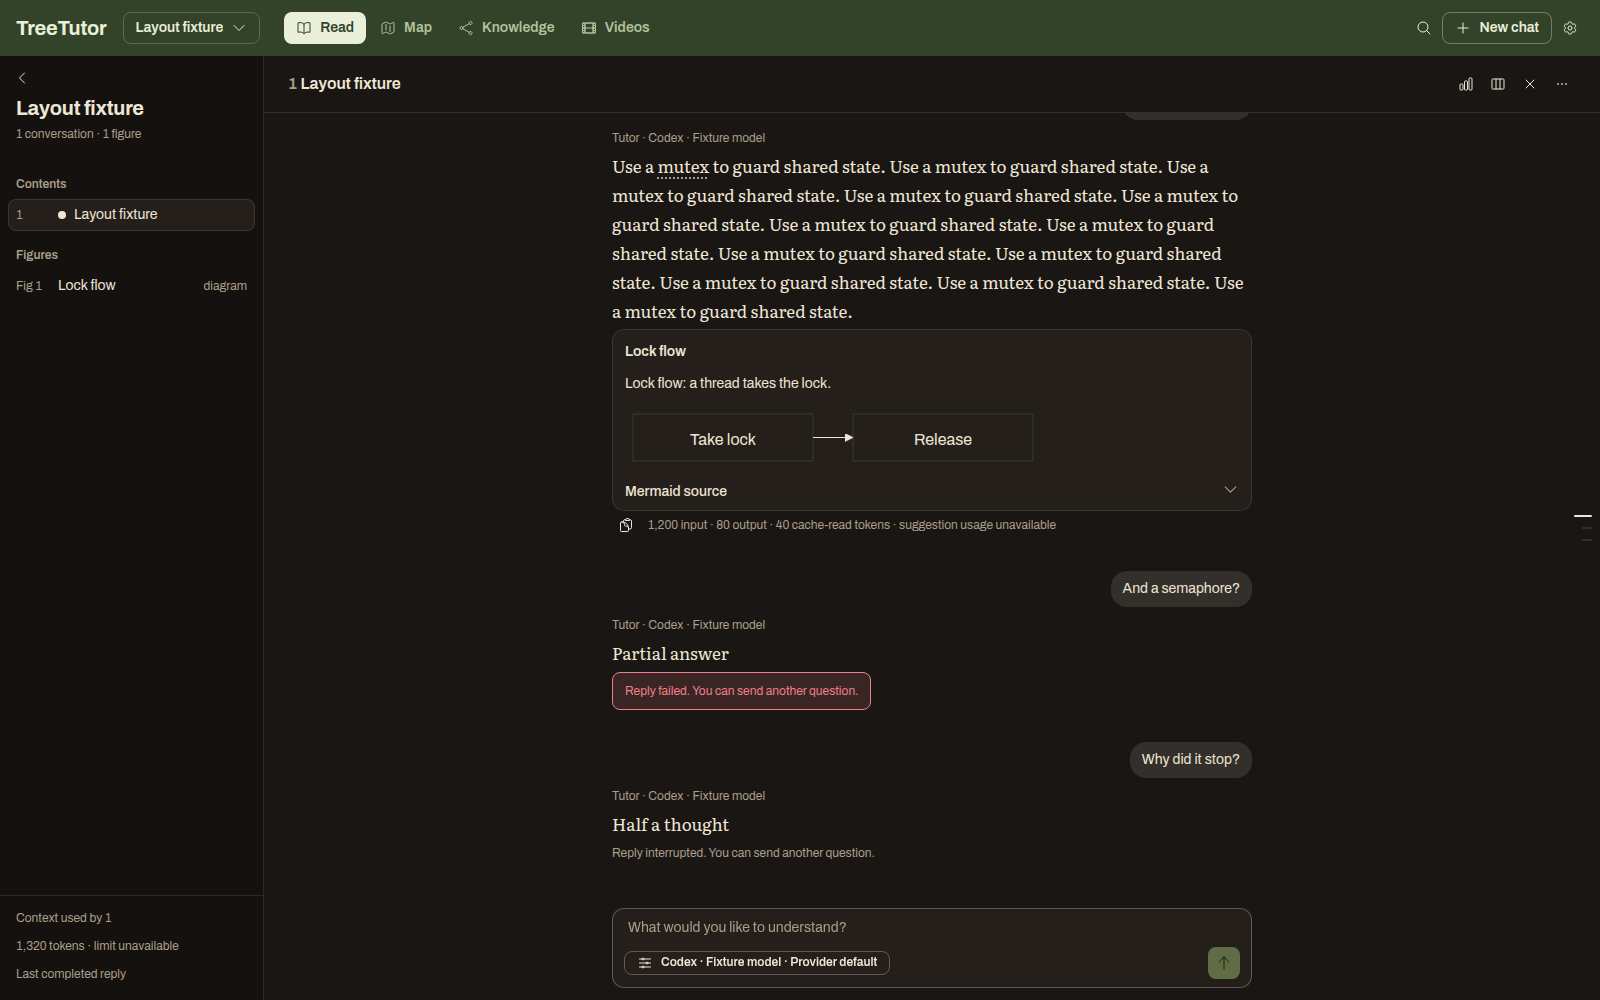 TreeTutor
Layout fixture
Read
Map
Knowledge
Videos
New chat
Layout fixture
1 conversation · 1 figure
Contents
1 Layout fixture
Figures
Fig 1 Lock flow diagram
Context used by 1
1,320 tokens · limit unavailable
Last completed reply
1 Layout fixture
Tutor · Codex · Fixture model
Use a mutex to guard shared state. Use a mutex to guard shared state. Use a
mutex to guard shared state. Use a mutex to guard shared state. Use a mutex to
guard shared state. Use a mutex to guard shared state. Use a mutex to guard
shared state. Use a mutex to guard shared state. Use a mutex to guard shared
state. Use a mutex to guard shared state. Use a mutex to guard shared state. Use
a mutex to guard shared state.
Lock flow
Lock flow: a thread takes the lock.
Take lock
Release
Mermaid source
1,200 input · 80 output · 40 cache-read tokens · suggestion usage unavailable
And a semaphore?
Tutor · Codex · Fixture model
Partial answer
Reply failed. You can send another question.
Why did it stop?
Tutor · Codex · Fixture model
Half a thought
Reply interrupted. You can send another question.
What would you like to understand?
Codex · Fixture model · Provider default